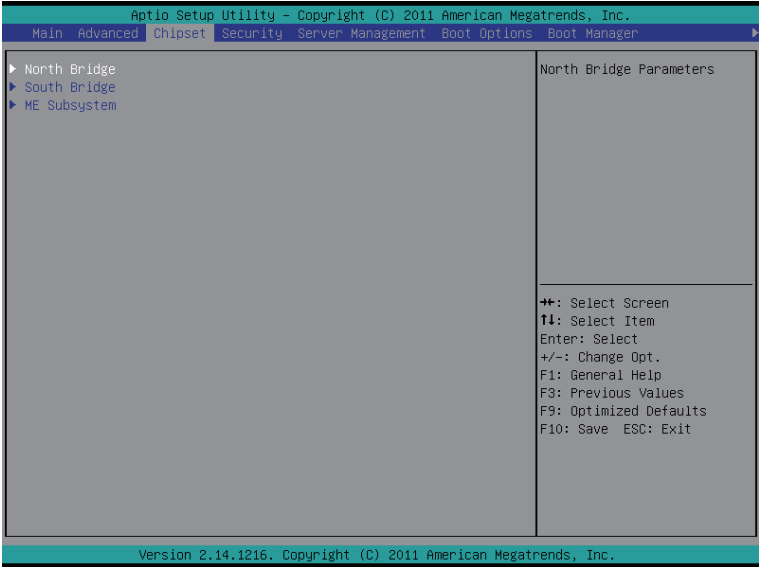 Aptio Setup Utility – Copyright (C) 2011 American Megatrends, Inc.
Main Advanced Chipset Security Server Management Boot Options Boot Manager
North Bridge
South Bridge
ME Subsystem
North Bridge Parameters
→←: Select Screen
↑↓: Select Item
Enter: Select
+/-: Change Opt.
F1: General Help
F3: Previous Values
F9: Optimized Defaults
F10: Save ESC: Exit
Version 2.14.1216. Copyright (C) 2011 American Megatrends, Inc.